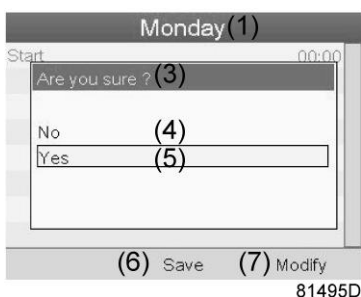 Monday(1)
Start 00:00
Are you sure ?(3)
No (4)
Yes (5)
(6) Save (7) Modify
81495D